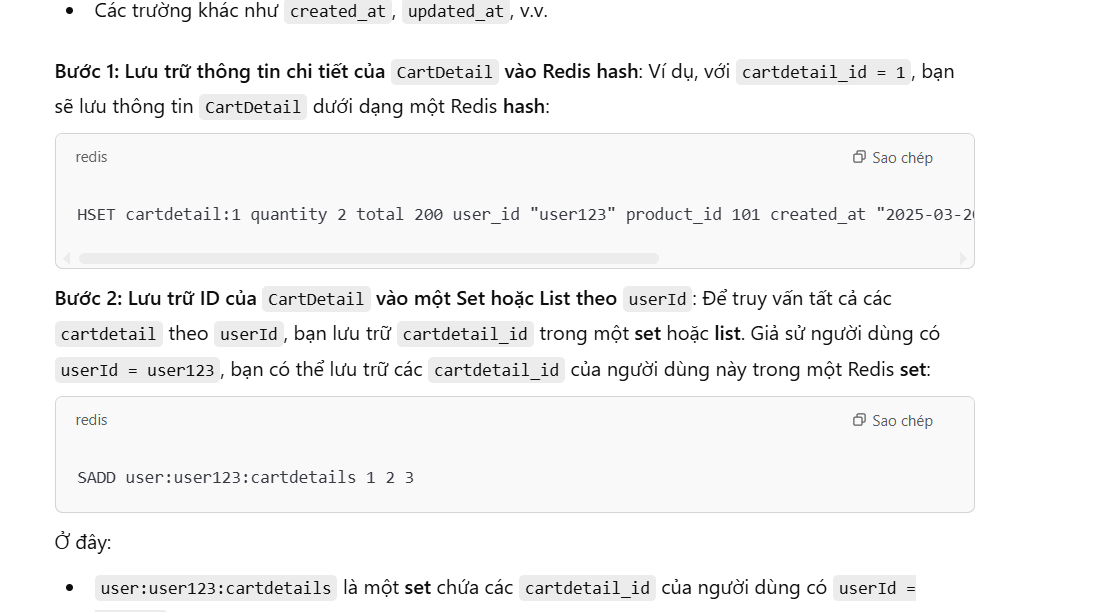 Các trường khác như created_at, updated_at, v.v.
Bước 1: Lưu trữ thông tin chi tiết của CartDetail vào Redis hash: Ví dụ, với cartdetail_id = 1, bạn
sẽ lưu thông tin CartDetail dưới dạng một Redis hash:
redis
Sao chép
HSET cartdetail:1 quantity 2 total 200 user_id "user123" product_id 101 created_at "2025-03-2
Bước 2: Lưu trữ ID của CartDetail vào một Set hoặc List theo userId: Để truy vấn tất cả các
cartdetail theo userId, bạn lưu trữ cartdetail_id trong một set hoặc list. Giả sử người dùng có
userId = user123, bạn có thể lưu trữ các cartdetail_id của người dùng này trong một Redis set:
redis
Sao chép
SADD user:user123:cartdetails 1 2 3
Ở đây:
user:user123:cartdetails là một set chứa các cartdetail_id của người dùng có userId =